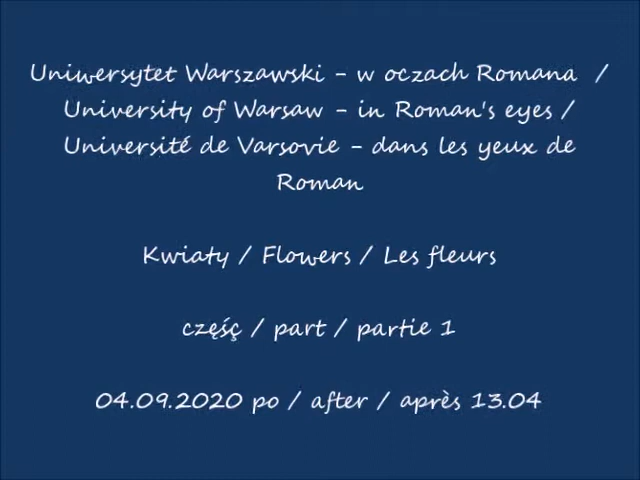 Uniwersytet Warszawski - w oczach Romana /
University of Warsaw - in Roman's eyes /
Université de Varsovie - dans les yeux de
Roman
Kwiaty / Flowers / Les fleurs
częśç / part / partie 1
04.09.2020 po / after / après 13.04